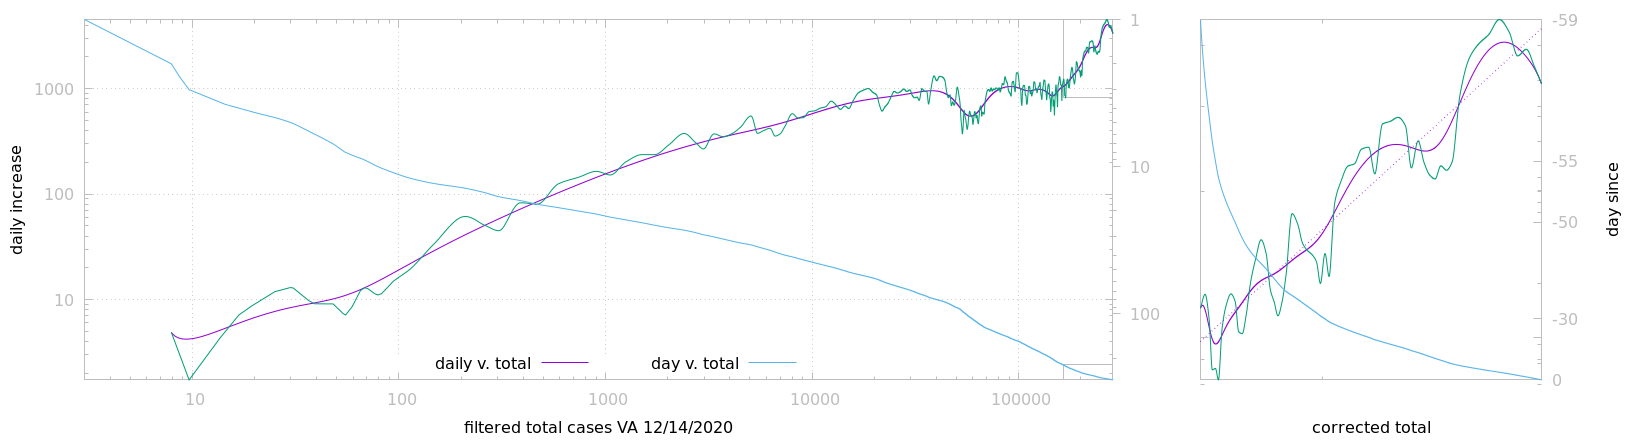 daily increase
1000
100
10
10
100
1000
10000
100000
filtered total cases VA 12/14/2020
daily v. total
day v. total
1
10
100
-59
-55
-50
-30
0
day since
corrected total